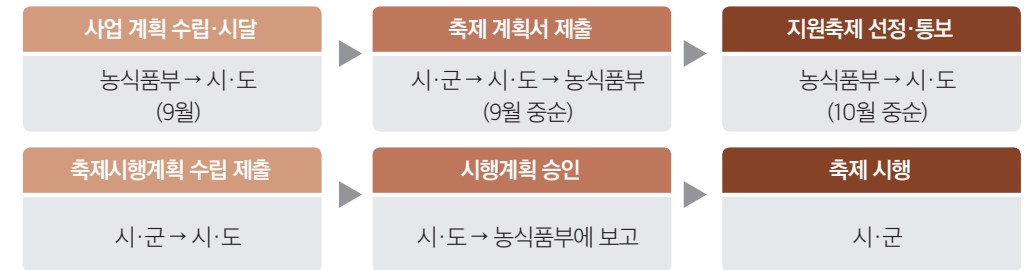 사업 계획 수립·시달
농식품부 → 시·도
(9월)
축제 계획서 제출
시·군 → 시·도 → 농식품부
(9월 중순)
지원축제 선정·통보
농식품부 → 시·도
(10월 중순)
축제시행계획 수립 제출
시·군 → 시·도
시행계획 승인
시·도 → 농식품부에 보고
축제 시행
시·군